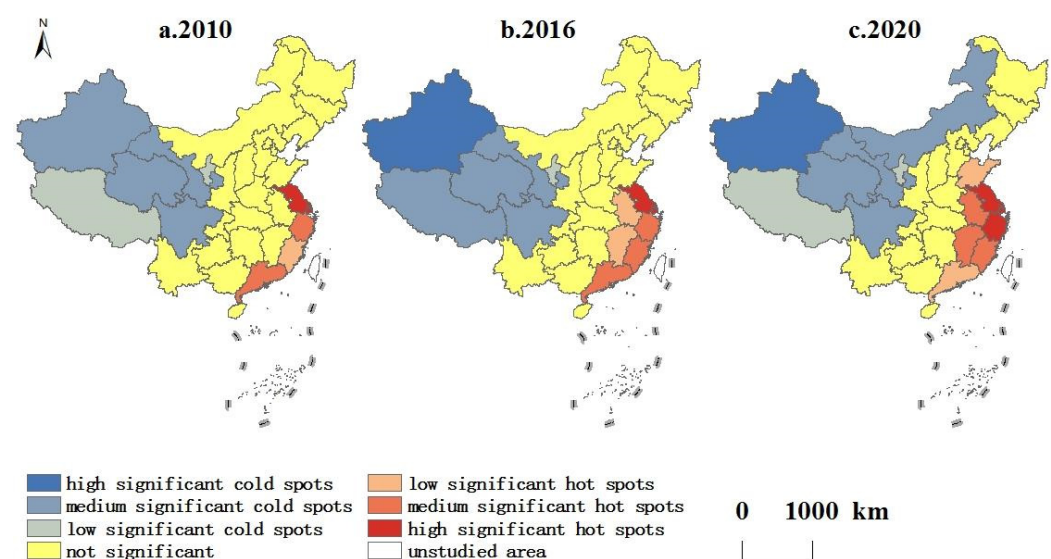 N
a.2010
b.2016
c.2020
high significant cold spots
medium significant cold spots
low significant cold spots
not significant
low significant hot spots
medium significant hot spots
high significant hot spots
unstudied area
0 1000 km